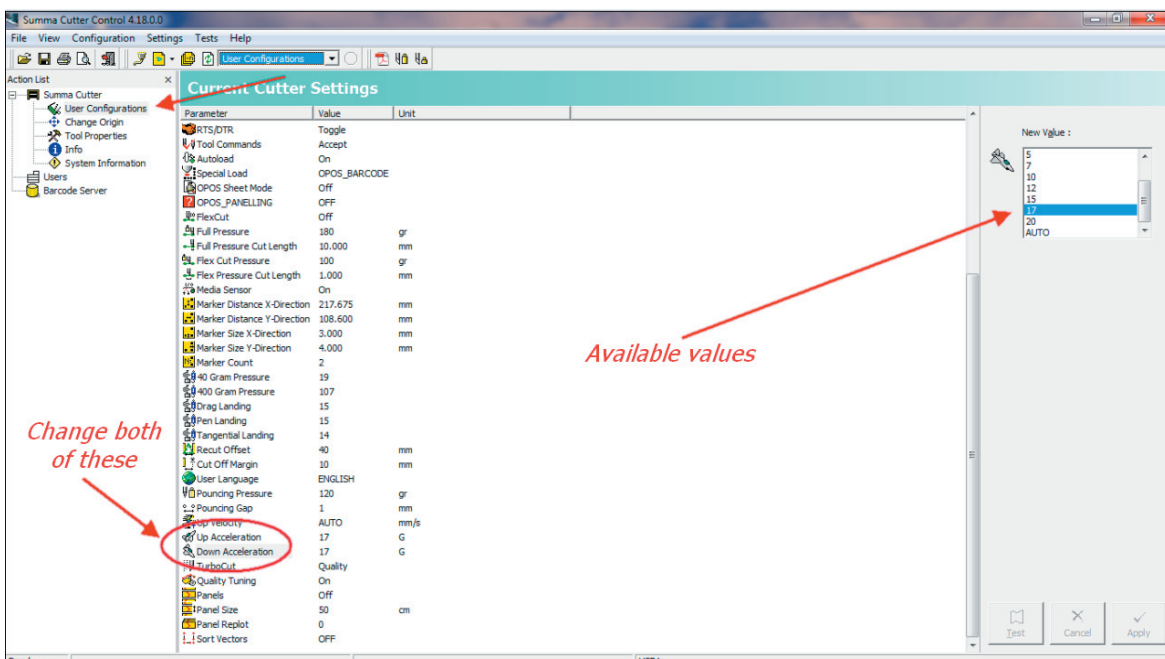 Summa Cutter Control 4.18.0.0
File View Configuration Settings Tests Help
User Configurations
Action List
Summa Cutter
User Configurations
Change Origin
Tool Properties
Info
System Information
Users
Barcode Server
Current Cutter Settings
Parameter Value Unit
RTS/DTR Toggle
Tool Commands Accept
Autoload On
Special Load OPOS_BARCODE
OPOS Sheet Mode Off
OPOS_PANELLING OFF
FlexCut Off
Full Pressure 180 gr
Full Pressure Cut Length 10.000 mm
Flex Cut Pressure 100 gr
Flex Pressure Cut Length 1.000 mm
Media Sensor On
Marker Distance X-Direction 217.675 mm
Marker Distance Y-Direction 108.600 mm
Marker Size X-Direction 3.000 mm
Marker Size Y-Direction 4.000 mm
Marker Count 2
40 Gram Pressure 19
400 Gram Pressure 107
Drag Landing 15
Pen Landing 15
Tangential Landing 14
Recut Offset 40 mm
Cut Off Margin 10 mm
User Language ENGLISH
Pouncing Pressure 120 gr
Pouncing Gap 1 mm
Up Velocity AUTO mm/s
Up Acceleration 17 G
Down Acceleration 17 G
TurboCut Quality
Quality Tuning On
Panels Off
Panel Size 50 cm
Panel Replot 0
Sort Vectors OFF
Change both
of these
Available values
New Value :
5
7
10
12
15
17
20
AUTO
Test Cancel Apply